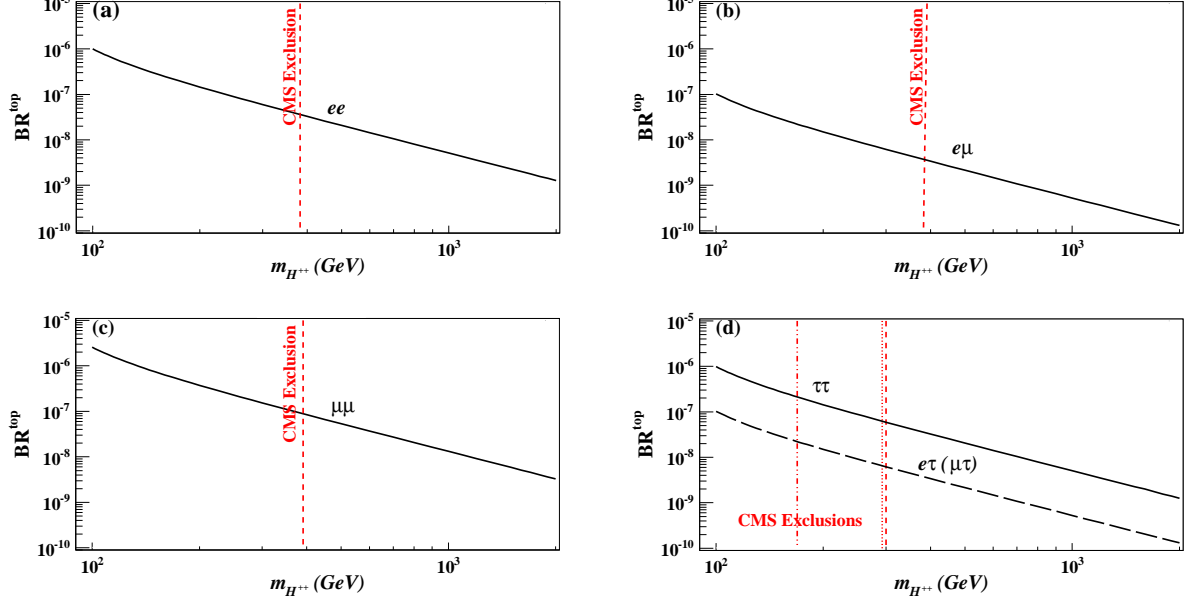 (a)
10⁻⁵
10⁻⁶
10⁻⁷
10⁻⁸
10⁻⁹
10⁻¹⁰
BR^top
CMS Exclusion
ee
10²
10³
m_H⁺⁺ (GeV)
(b)
10⁻⁵
10⁻⁶
10⁻⁷
10⁻⁸
10⁻⁹
10⁻¹⁰
BR^top
CMS Exclusion
eμ
10²
10³
m_H⁺⁺ (GeV)
(c)
10⁻⁵
10⁻⁶
10⁻⁷
10⁻⁸
10⁻⁹
10⁻¹⁰
BR^top
CMS Exclusion
μμ
10²
10³
m_H⁺⁺ (GeV)
(d)
10⁻⁵
10⁻⁶
10⁻⁷
10⁻⁸
10⁻⁹
10⁻¹⁰
BR^top
ττ
eτ (μτ)
CMS Exclusions
10²
10³
m_H⁺⁺ (GeV)